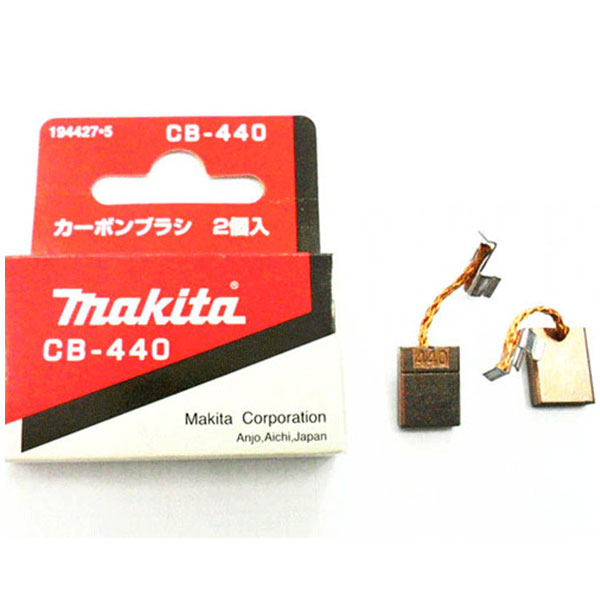 194427•5 CB-440
カーボンブラシ 2個入
makita
CB-440
Makita Corporation
Anjo,Aichi,Japan
440